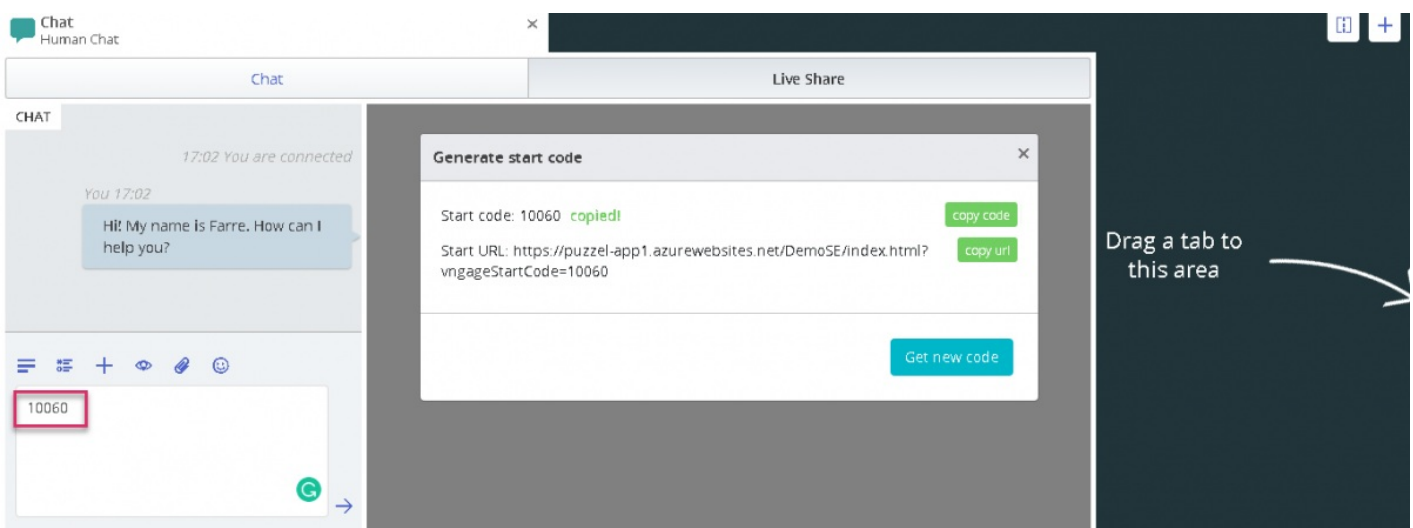 Chat
Human Chat
Chat
Live Share
CHAT
17:02 You are connected
You 17:02
Hi! My name is Farre. How can I
help you?
10060
Generate start code
Start code: 10060 copied!
copy code
Start URL: https://puzzel-app1.azurewebsites.net/DemoSE/index.html?
vngageStartCode=10060
copy url
Get new code
Drag a tab to
this area